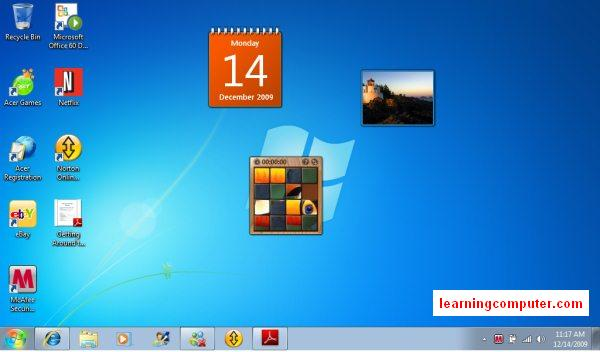 Recycle Bin
Microsoft
Office 60 D...
Acer Games
Netflix
Acer
Registration
Norton
Online...
eBay
Getting
Around t...
McAfee
Securi...
Monday
14
December 2009
00:00:00
learningcomputer.com
11:17 AM
12/14/2009